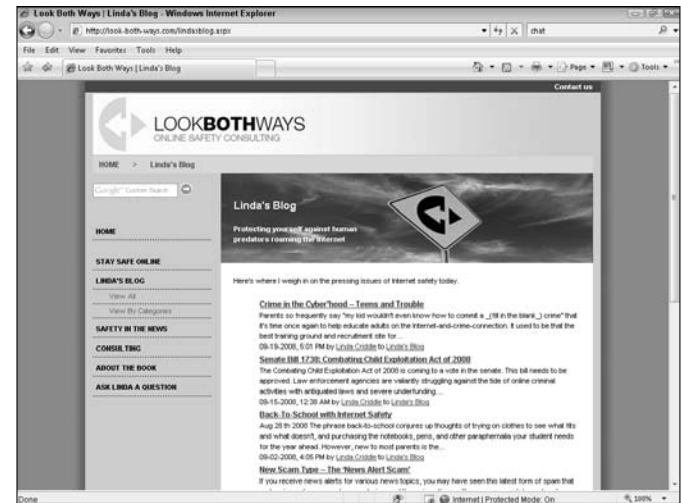 Look Both Ways | Linda's Blog - Windows Internet Explorer
http://look-both-ways.com/lindasblog.aspx
chat
File Edit View Favorites Tools Help
Look Both Ways | Linda's Blog
Page Tools
Contact us
LOOKBOTHWAYS
ONLINE SAFETY CONSULTING
HOME > Linda's Blog
Google Custom Search
Linda's Blog
Protecting yourself against human
predators roaming the Internet
HOME
STAY SAFE ONLINE
LINDA'S BLOG
View All
View By Categories
SAFETY IN THE NEWS
CONSULTING
ABOUT THE BOOK
ASK LINDA A QUESTION
Here's where I weigh in on the pressing issues of Internet safety today.
Crime in the Cyber'hood – Teens and Trouble
Parents so frequently say "my kid wouldn't even know how to commit a _(fill in the blank_) crime" that
it's time once again to help educate adults on the internet-and-crime-connection. It used to be that the
best training ground and recruitment site for...
09-19-2008, 5:01 PM by Linda Criddle to Linda's Blog
Senate Bill 1738: Combating Child Exploitation Act of 2008
The Combating Child Exploitation Act of 2008 is coming to a vote in the senate. This bill needs to be
approved. Law enforcement agencies are valiantly struggling against the tide of online criminal
activities with antiquated laws and severe underfunding....
09-15-2008, 12:38 AM by Linda Criddle to Linda's Blog
Back-To-School with Internet Safety
Aug 28 th 2008 The phrase back-to-school conjures up thoughts of trying on clothes to see what fits
and what doesn't, and purchasing the notebooks, pens, and other paraphernalia your student needs
for the year ahead. However, new to most parents is the...
09-02-2008, 4:05 PM by Linda Criddle to Linda's Blog
New Scam Type – The 'News Alert Scam'
If you receive news alerts for various news topics, you may have seen this latest form of spam that
Done
Internet | Protected Mode: On
100%